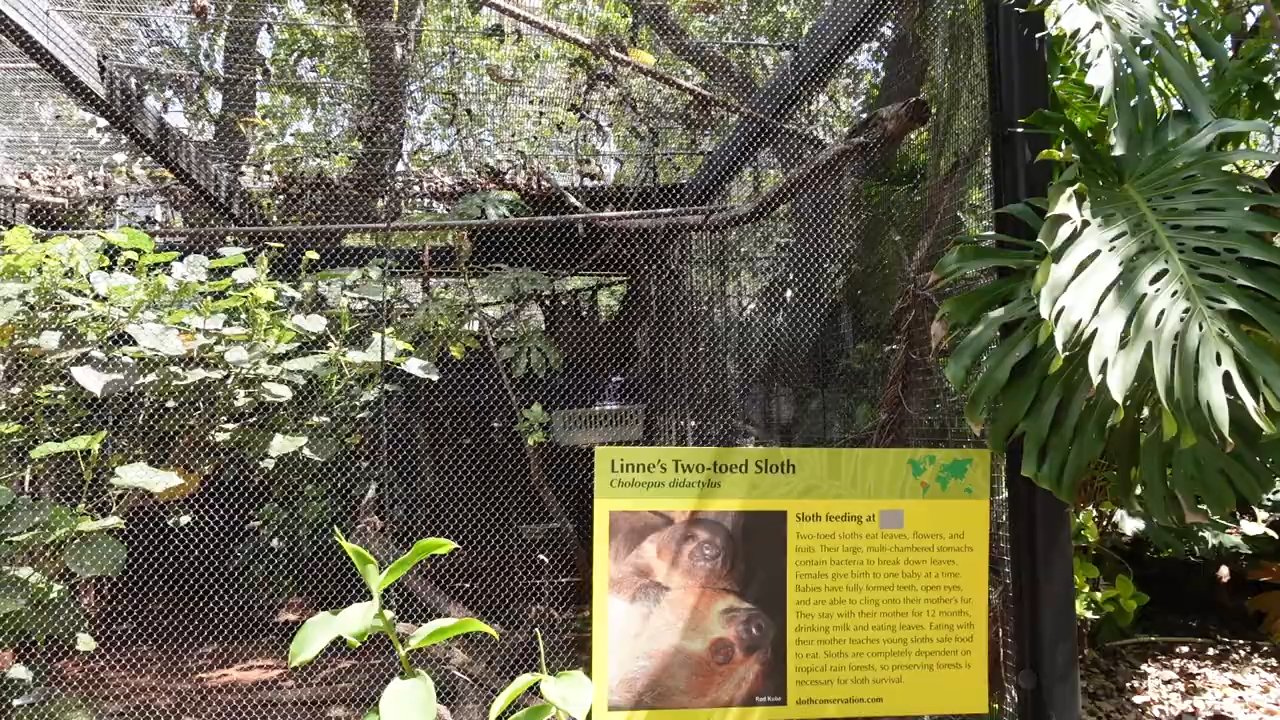 Linne's Two-toed Sloth
Choloepus didactylus
Sloth feeding at
Two-toed sloths eat leaves, flowers, and
fruits. Their large, multi-chambered stomachs
contain bacteria to break down leaves.
Females give birth to one baby at a time.
Babies have fully formed teeth, open eyes,
and are able to cling onto their mother's fur.
They stay with their mother for 12 months,
drinking milk and eating leaves. Eating with
their mother teaches young sloths safe food
to eat. Sloths are completely dependent on
tropical rain forests, so preserving forests is
necessary for sloth survival.
slothconservation.com